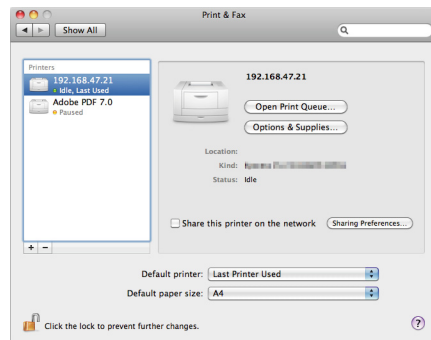 Print & Fax
Show All
Printers
192.168.47.21
Idle, Last Used
Adobe PDF 7.0
Paused
+ −
192.168.47.21
Open Print Queue...
Options & Supplies...
Location:
Kind:
Status: Idle
Share this printer on the network
Sharing Preferences...
Default printer: Last Printer Used
Default paper size: A4
Click the lock to prevent further changes.
?